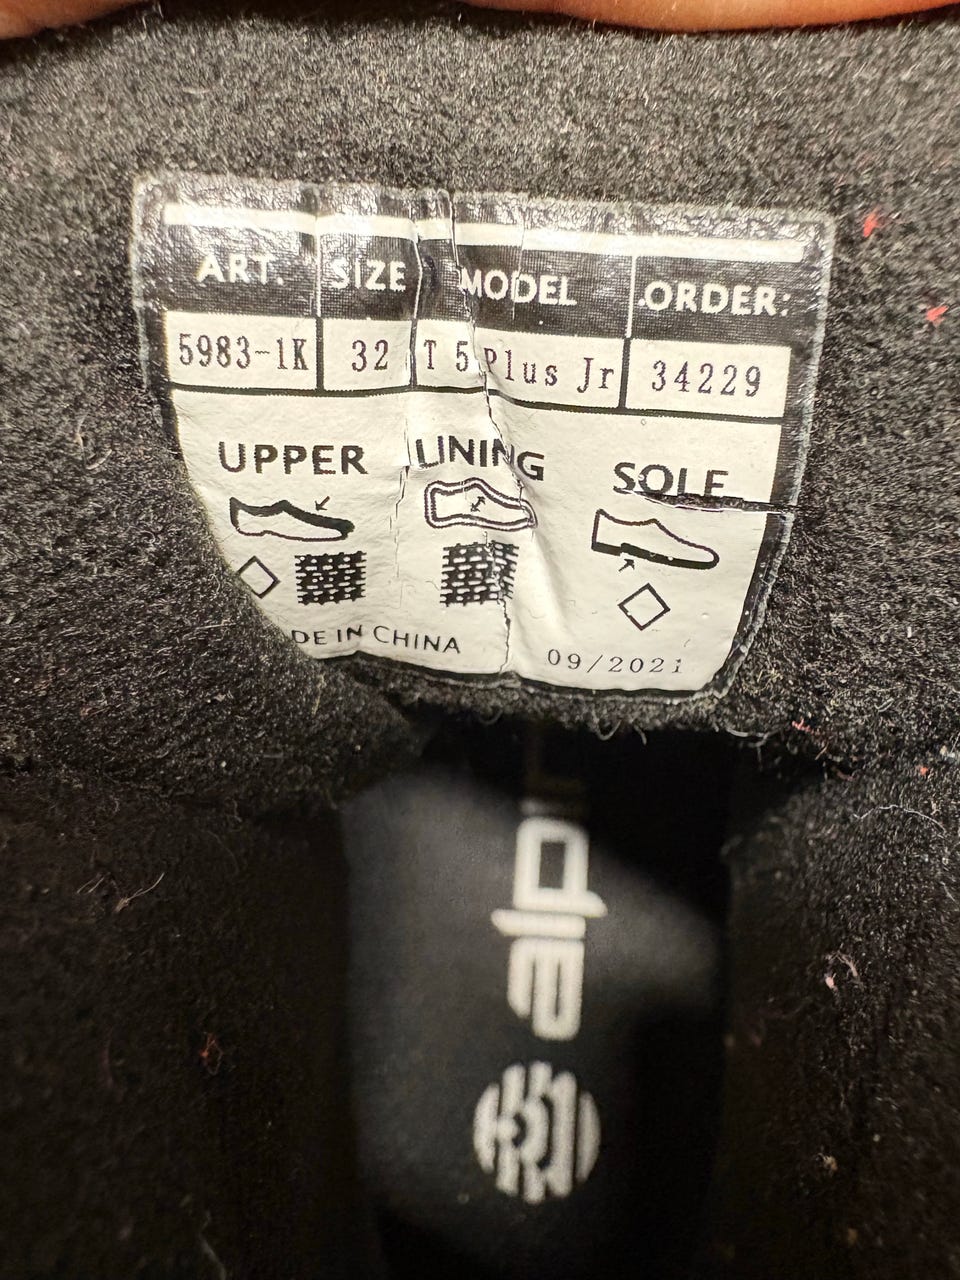 ART. SIZE MODEL ORDER:
5983-1K 32 T 5 Plus Jr 34229
UPPER LINING SOLE
DE IN CHINA 09/2021